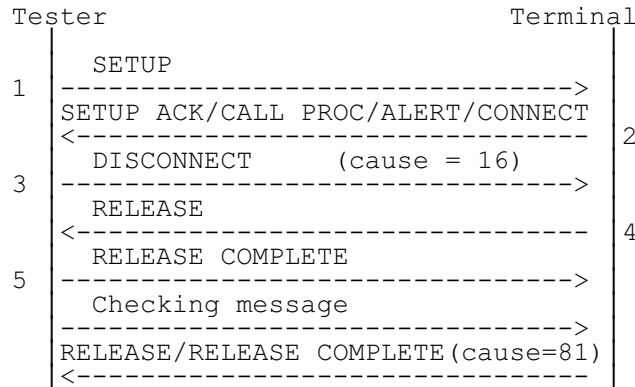 Tester Terminal
SETUP
1 -------------------------------->
SETUP ACK/CALL PROC/ALERT/CONNECT
<-------------------------------- 2
DISCONNECT (cause = 16)
3 -------------------------------->
RELEASE
<-------------------------------- 4
RELEASE COMPLETE
5 -------------------------------->
Checking message
-------------------------------->
RELEASE/RELEASE COMPLETE(cause=81)
<--------------------------------